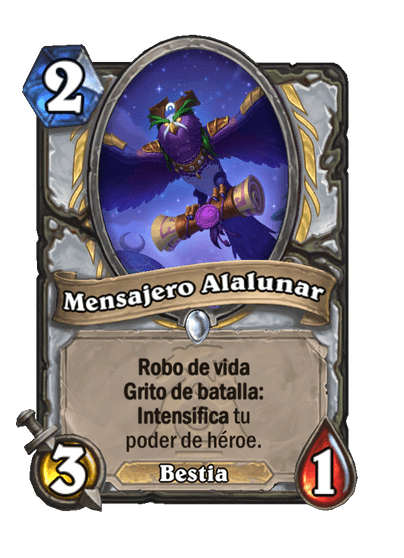 2
Mensajero Alalunar
Robo de vida
Grito de batalla:
Intensifica tu
poder de héroe.
3
Bestia
1